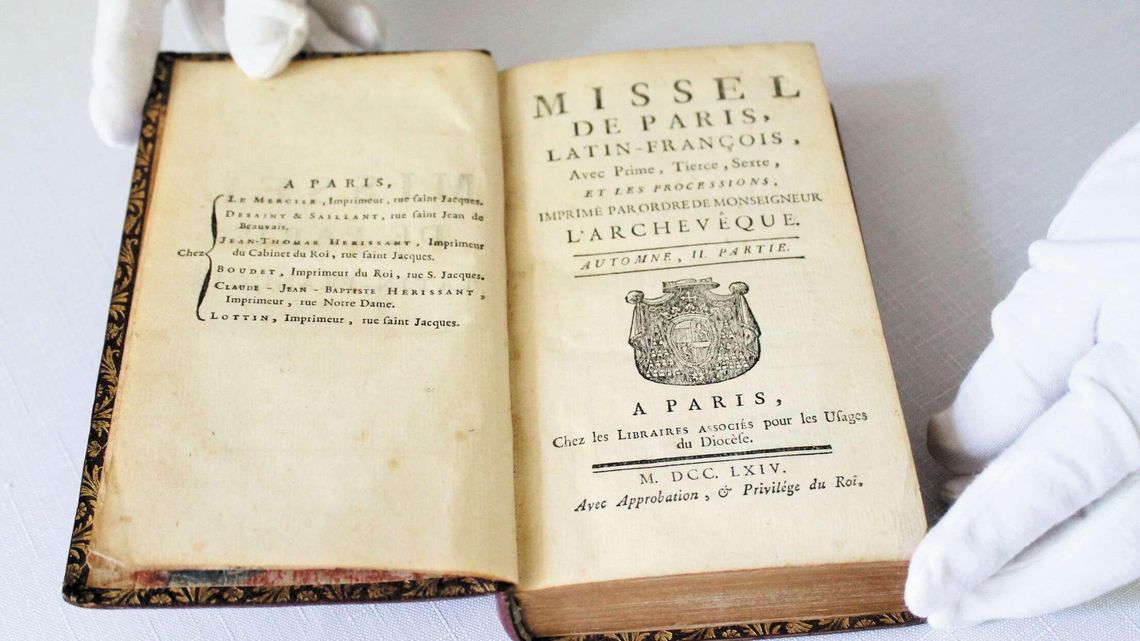 A PARIS,
Le Mercier, Imprimeur, rue ſaint Jacques.
Desaint & Saillant, rue ſaint Jean de
Beauvais.
Jean-Thomas Herissant, Imprimeur
du Cabinet du Roi, rue ſaint Jacques.
Chez
Boudet, Imprimeur du Roi, rue S. Jacques.
Claude - Jean - Baptiste Herissant,
Imprimeur, rue Notre Dame.
Lottin, Imprimeur, rue ſaint Jacques.
MISSEL
DE PARIS,
LATIN-FRANÇOIS,
Avec Prime, Tierce, Sexte,
ET LES PROCESSIONS,
IMPRIMÉ PAR ORDRE DE MONSEIGNEUR
L'ARCHEVÊQUE.
AUTOMNE, II. PARTIE.
A PARIS,
Chez les Libraires associés pour les Uſages
du Dioceſe.
M. DCC. LXIV.
Avec Approbation, & Privilége du Roi,